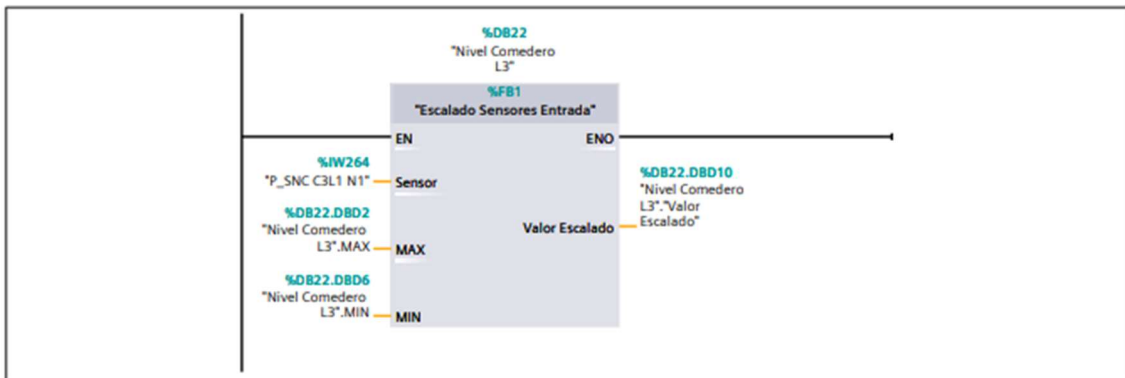 %DB22
"Nivel Comedero
L3"
%FB1
"Escalado Sensores Entrada"
EN
ENO
%IW264
"P_SNC C3L1 N1"
Sensor
%DB22.DBD10
"Nivel Comedero
L3"."Valor
Escalado"
Valor Escalado
%DB22.DBD2
"Nivel Comedero
L3".MAX
MAX
%DB22.DBD6
"Nivel Comedero
L3".MIN
MIN